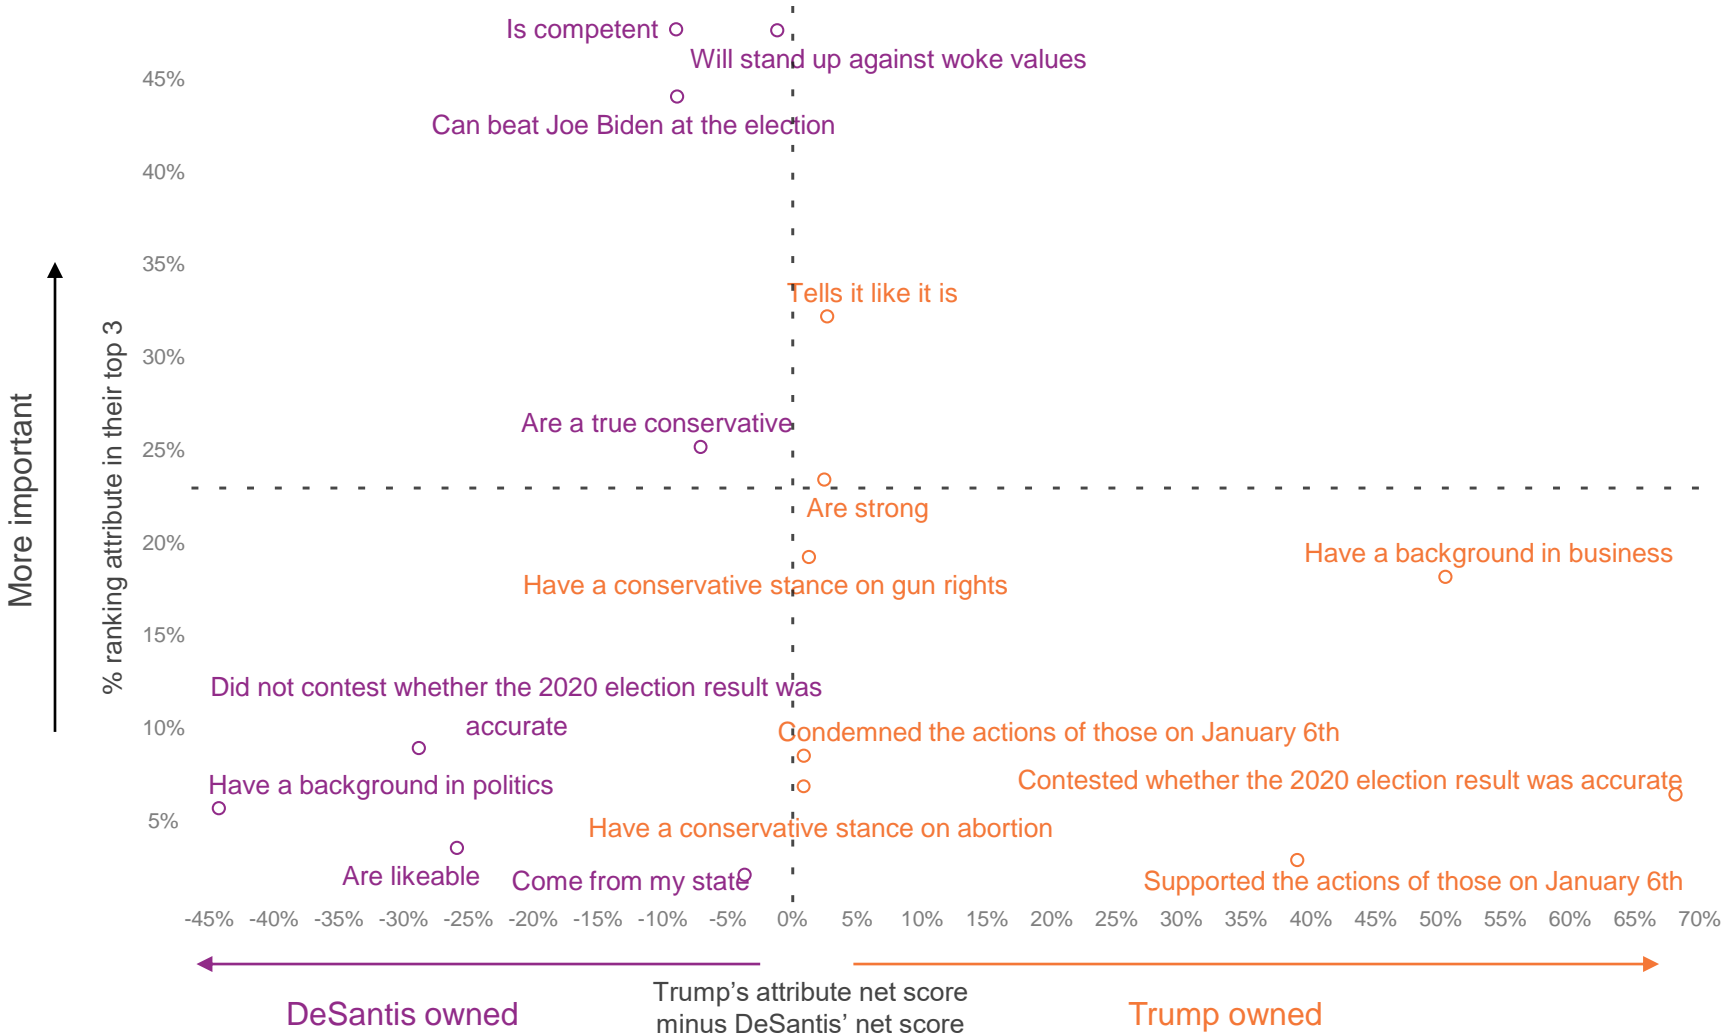 Is competent
Will stand up against woke values
45%
Can beat Joe Biden at the election
40%
35%
Tells it like it is
30%
Are a true conservative
25%
Are strong
20%
Have a background in business
Have a conservative stance on gun rights
15%
Did not contest whether the 2020 election result was
accurate
10%
Condemned the actions of those on January 6th
Have a background in politics
Contested whether the 2020 election result was accurate
5%
Have a conservative stance on abortion
Are likeable
Come from my state
Supported the actions of those on January 6th
More important
% ranking attribute in their top 3
-45% -40% -35% -30% -25% -20% -15% -10% -5% 0% 5% 10% 15% 20% 25% 30% 35% 40% 45% 50% 55% 60% 65% 70%
DeSantis owned
Trump's attribute net score
minus DeSantis' net score
Trump owned